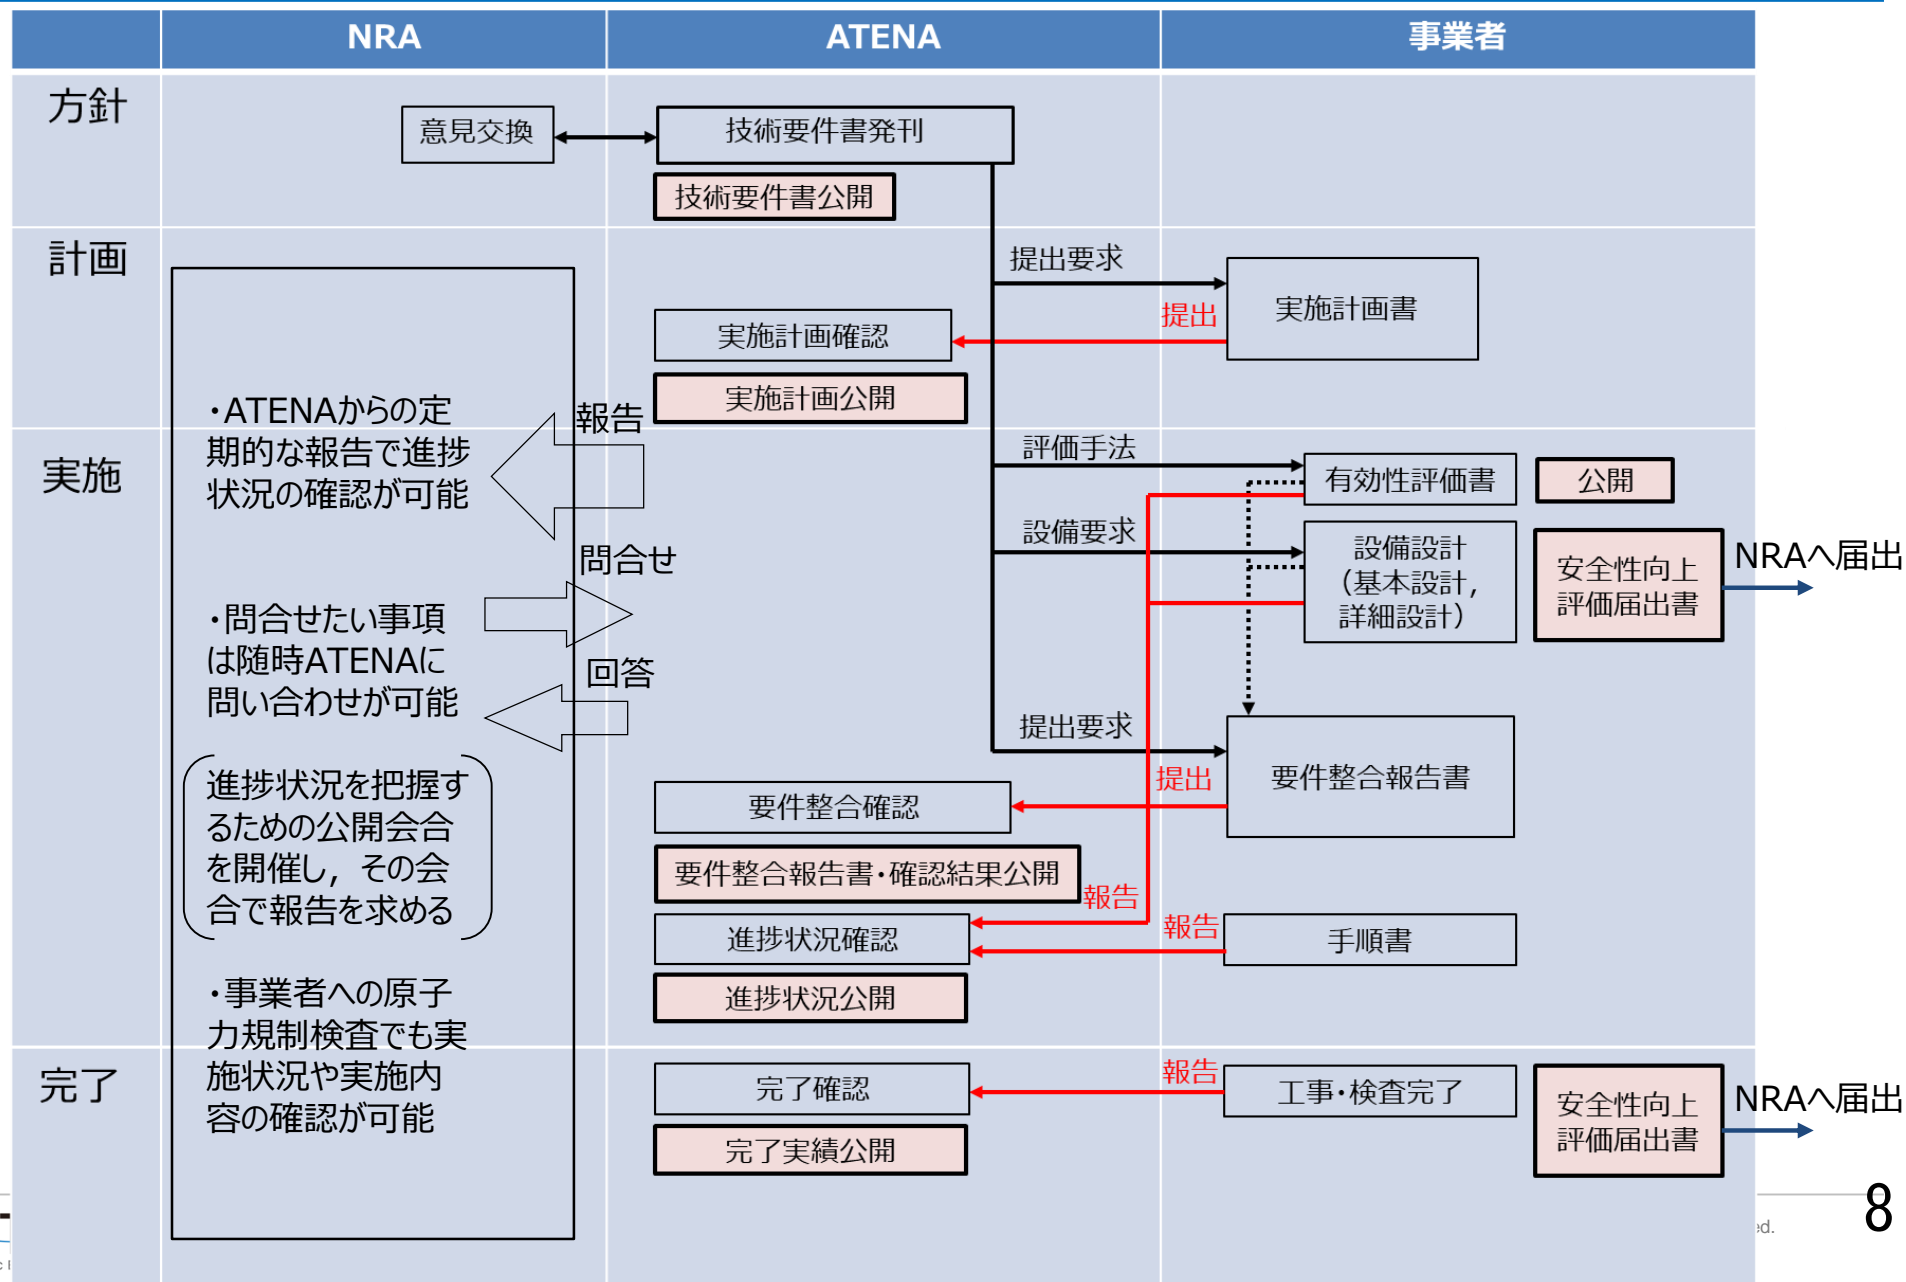 NRA
ATENA
事業者
方針
意見交換
技術要件書発刊
技術要件書公開
計画
提出要求
実施計画書
提出
実施計画確認
実施計画公開
・ATENAからの定
期的な報告で進捗
状況の確認が可能
報告
実施
評価手法
有効性評価書
公開
設備要求
設備設計
（基本設計,
詳細設計）
安全性向上
評価届出書
NRAへ届出
問合せ
・問合せたい事項
は随時ATENAに
問い合わせが可能
回答
提出要求
要件整合報告書
提出
要件整合確認
進捗状況を把握す
るための公開会合
を開催し，その会
合で報告を求める
要件整合報告書・確認結果公開
報告
進捗状況確認
報告
手順書
進捗状況公開
・事業者への原子
力規制検査でも実
施状況や実施内
容の確認が可能
完了
完了確認
報告
工事・検査完了
安全性向上
評価届出書
NRAへ届出
完了実績公開
8